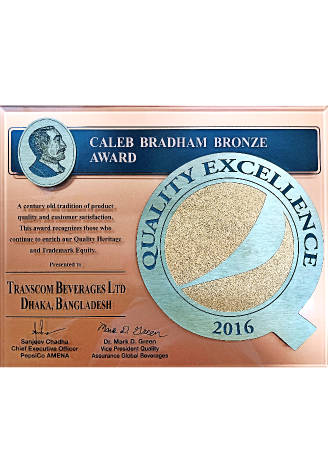 CALEB BRADHAM BRONZE
AWARD
QUALITY EXCELLENCE
A century old tradition of product
quality and customer satisfaction.
This award recognizes those who
continue to enrich our Quality Heritage
and Trademark Equity.
Presented to
TRANSCOM BEVERAGES LTD
DHAKA, BANGLADESH
2016
Mark D. Green
Sanjeev Chadha
Chief Executive Officer
PepsiCo AMENA
Dr. Mark D. Green
Vice President Quality
Assurance Global Beverages